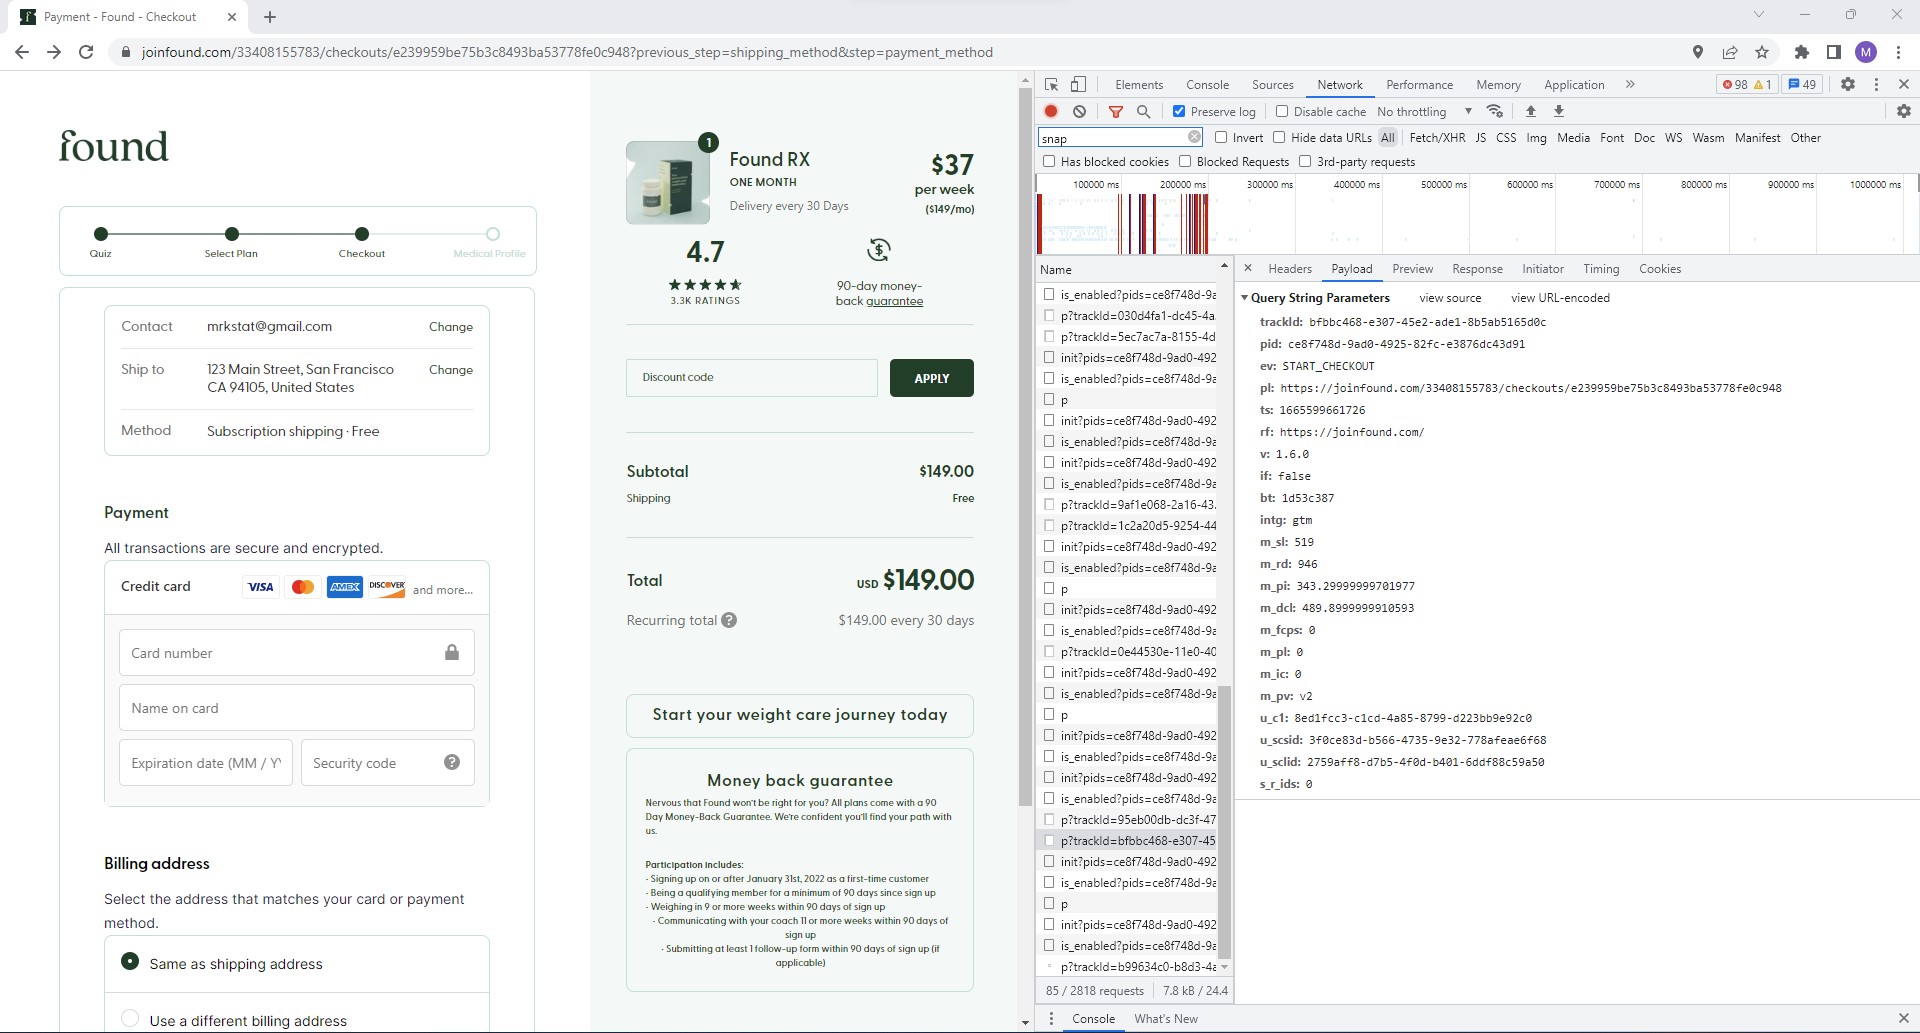 Payment - Found - Checkout
joinfound.com/33408155783/checkouts/e239959be75b3c8493ba53778fe0c948?previous_step=shipping_method&step=payment_method
M
found
Quiz
Select Plan
Checkout
Medical Profile
Contact mrkstat@gmail.com Change
Ship to 123 Main Street, San Francisco Change
CA 94105, United States
Method Subscription shipping · Free
Payment
All transactions are secure and encrypted.
Credit card VISA AMEX DISCOVER and more...
Card number
Name on card
Expiration date (MM / Y
Security code
Billing address
Select the address that matches your card or payment
method.
Same as shipping address
Use a different billing address
1
Found RX
ONE MONTH
Delivery every 30 Days
$37
per week
($149/mo)
4.7
3.3K RATINGS
90-day money-
back guarantee
Discount code
APPLY
Subtotal $149.00
Shipping Free
Total USD $149.00
Recurring total $149.00 every 30 days
Start your weight care journey today
Money back guarantee
Nervous that Found won't be right for you? All plans come with a 90
Day Money-Back Guarantee. We're confident you'll find your path with
us.
Participation includes:
- Signing up on or after January 31st, 2022 as a first-time customer
- Being a qualifying member for a minimum of 90 days since sign up
- Weighing in 9 or more weeks within 90 days of sign up
- Communicating with your coach 11 or more weeks within 90 days of
sign up
- Submitting at least 1 follow-up form within 90 days of sign up (if
applicable)
Elements Console Sources Network Performance Memory Application 98 1 49
Preserve log Disable cache No throttling
snap Invert Hide data URLs All Fetch/XHR JS CSS Img Media Font Doc WS Wasm Manifest Other
Has blocked cookies Blocked Requests 3rd-party requests
100000 ms 200000 ms 300000 ms 400000 ms 500000 ms 600000 ms 700000 ms 800000 ms 900000 ms 1000000 ms
Name
is_enabled?pids=ce8f748d-9a
p?trackId=030d4fa1-dc45-4a
p?trackId=5ec7ac7a-8155-4d
init?pids=ce8f748d-9ad0-492
is_enabled?pids=ce8f748d-9a
p
init?pids=ce8f748d-9ad0-492
is_enabled?pids=ce8f748d-9a
init?pids=ce8f748d-9ad0-492
is_enabled?pids=ce8f748d-9a
p?trackId=9af1e068-2a16-43.
p?trackId=1c2a20d5-9254-44
init?pids=ce8f748d-9ad0-492
is_enabled?pids=ce8f748d-9a
p
init?pids=ce8f748d-9ad0-492
is_enabled?pids=ce8f748d-9a
p?trackId=0e44530e-11e0-40
init?pids=ce8f748d-9ad0-492
is_enabled?pids=ce8f748d-9a
p
init?pids=ce8f748d-9ad0-492
is_enabled?pids=ce8f748d-9a
init?pids=ce8f748d-9ad0-492
is_enabled?pids=ce8f748d-9a
p?trackId=95eb00db-dc3f-47
p?trackId=bfbbc468-e307-45
init?pids=ce8f748d-9ad0-492
is_enabled?pids=ce8f748d-9a
p
init?pids=ce8f748d-9ad0-492
is_enabled?pids=ce8f748d-9a
p?trackId=b99634c0-b8d3-4a
85 / 2818 requests 7.8 kB / 24.4
Headers Payload Preview Response Initiator Timing Cookies
Query String Parameters view source view URL-encoded
trackId: bfbbc468-e307-45e2-ade1-8b5ab5165d0c
pid: ce8f748d-9ad0-4925-82fc-e3876dc43d91
ev: START_CHECKOUT
pl: https://joinfound.com/33408155783/checkouts/e239959be75b3c8493ba53778fe0c948
ts: 1665599661726
rf: https://joinfound.com/
v: 1.6.0
if: false
bt: 1d53c387
intg: gtm
m_sl: 519
m_rd: 946
m_pi: 343.29999999701977
m_dcl: 489.8999999910593
m_fcps: 0
m_pl: 0
m_ic: 0
m_pv: v2
u_c1: 8ed1fcc3-c1cd-4a85-8799-d223bb9e92c0
u_scsid: 3f0ce83d-b566-4735-9e32-778afeae6f68
u_sclid: 2759aff8-d7b5-4f0d-b401-6ddf88c59a50
s_r_ids: 0
Console What's New